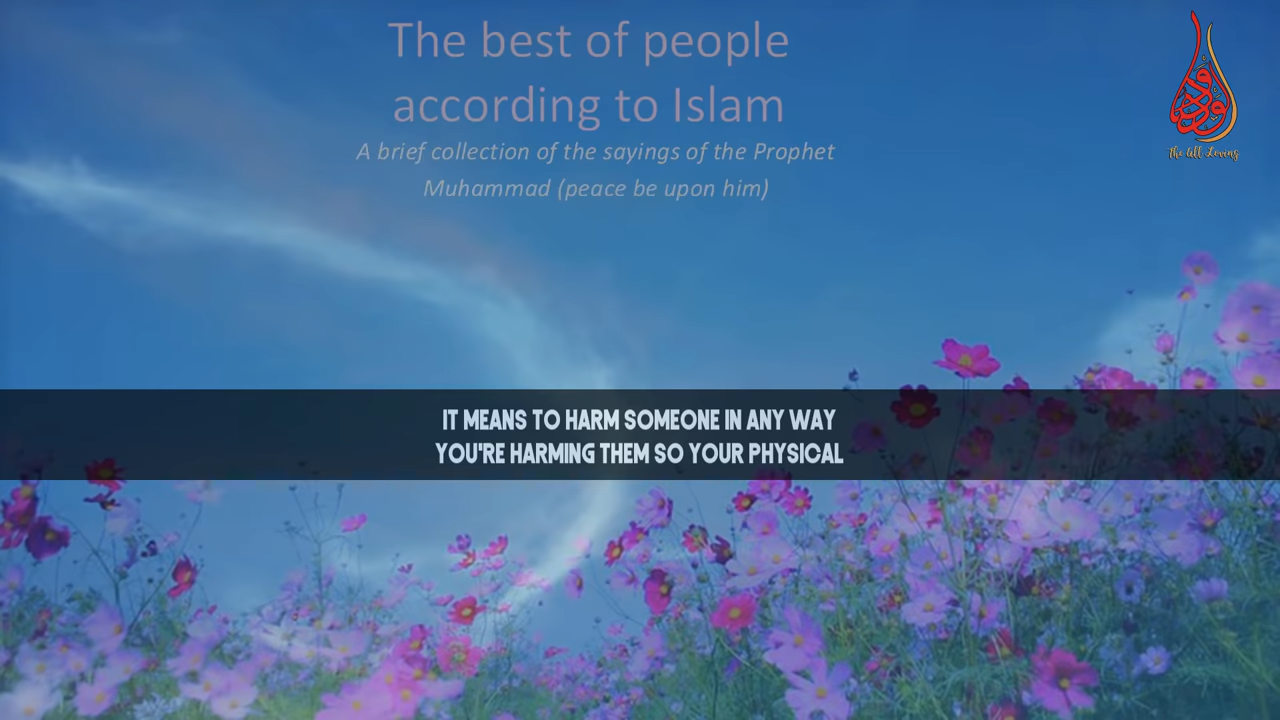 The best of people
according to Islam
A brief collection of the sayings of the Prophet
Muhammad (peace be upon him)
The All Loving
IT MEANS TO HARM SOMEONE IN ANY WAY
YOU'RE HARMING THEM SO YOUR PHYSICAL